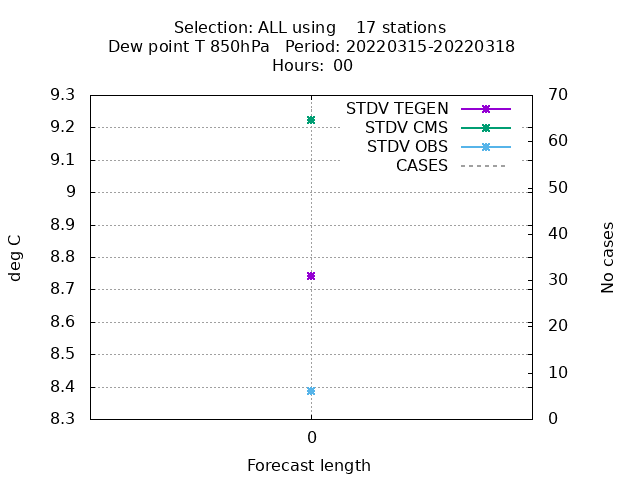 Selection: ALL using    17 stations
Dew point T 850hPa   Period: 20220315-20220318
Hours:  00
9.3
9.2
9.1
9
8.9
8.8
8.7
8.6
8.5
8.4
8.3
deg C
STDV TEGEN
STDV CMS
STDV OBS
CASES
70
60
50
40
30
20
10
0
No cases
0
Forecast length